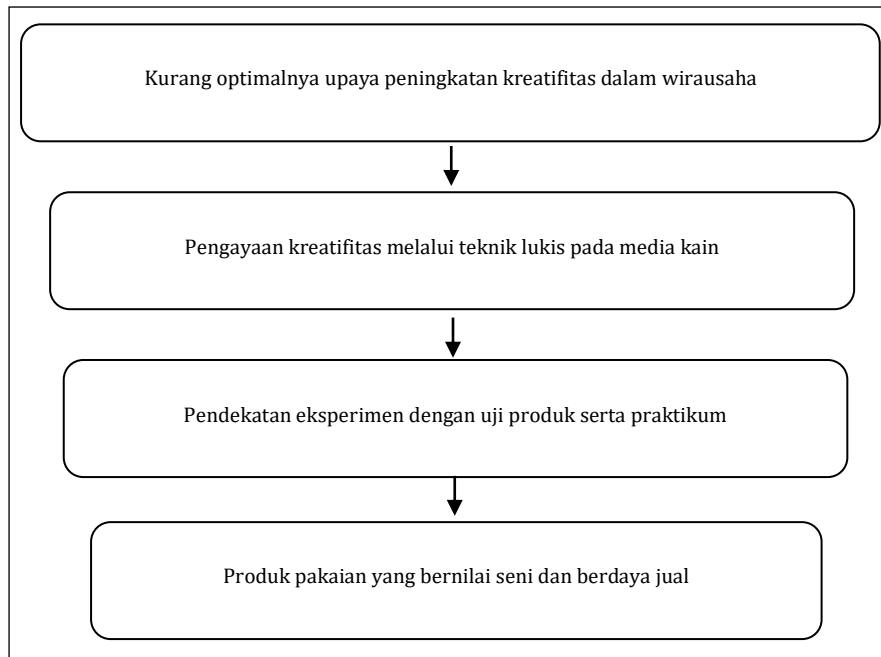 Kurang optimalnya upaya peningkatan kreatifitas dalam wirausaha
Pengayaan kreatifitas melalui teknik lukis pada media kain
Pendekatan eksperimen dengan uji produk serta praktikum
Produk pakaian yang bernilai seni dan berdaya jual